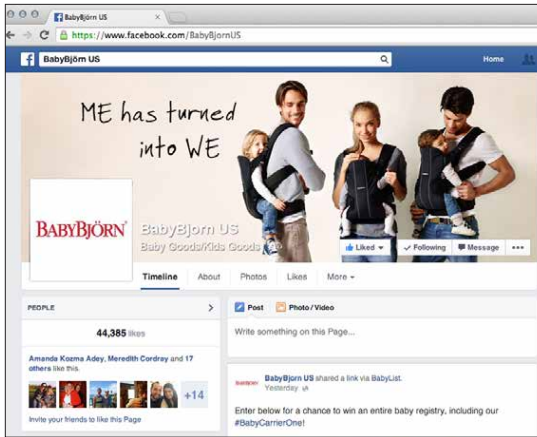 BabyBjörn US
https://www.facebook.com/BabyBjornUS
BabyBjörn US
Home
ME has turned
into WE
BABYBJÖRN
BabyBjorn US
Baby Goods/Kids Goods
Liked
Following
Message
Timeline
About
Photos
Likes
More
PEOPLE
44,385 likes
Amanda Kozma Adey, Meredith Cordray and 17
others like this.
+14
Invite your friends to like this Page
Post
Photo / Video
Write something on this Page...
BabyBjorn US shared a link via BabyList.
Yesterday
Enter below for a chance to win an entire baby registry, including our
#BabyCarrierOne!